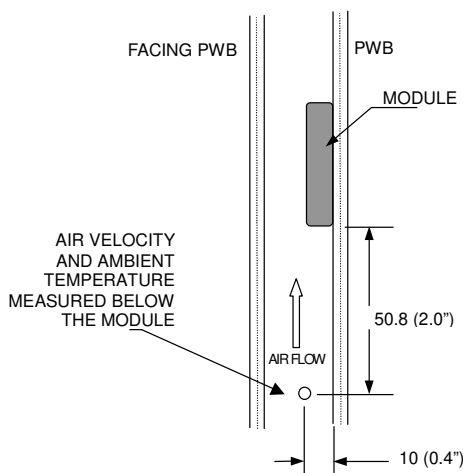 FACING PWB
PWB
MODULE
AIR VELOCITY
AND AMBIENT
TEMPERATURE
MEASURED BELOW
THE MODULE
50.8 (2.0”)
AIR FLOW
10 (0.4”)